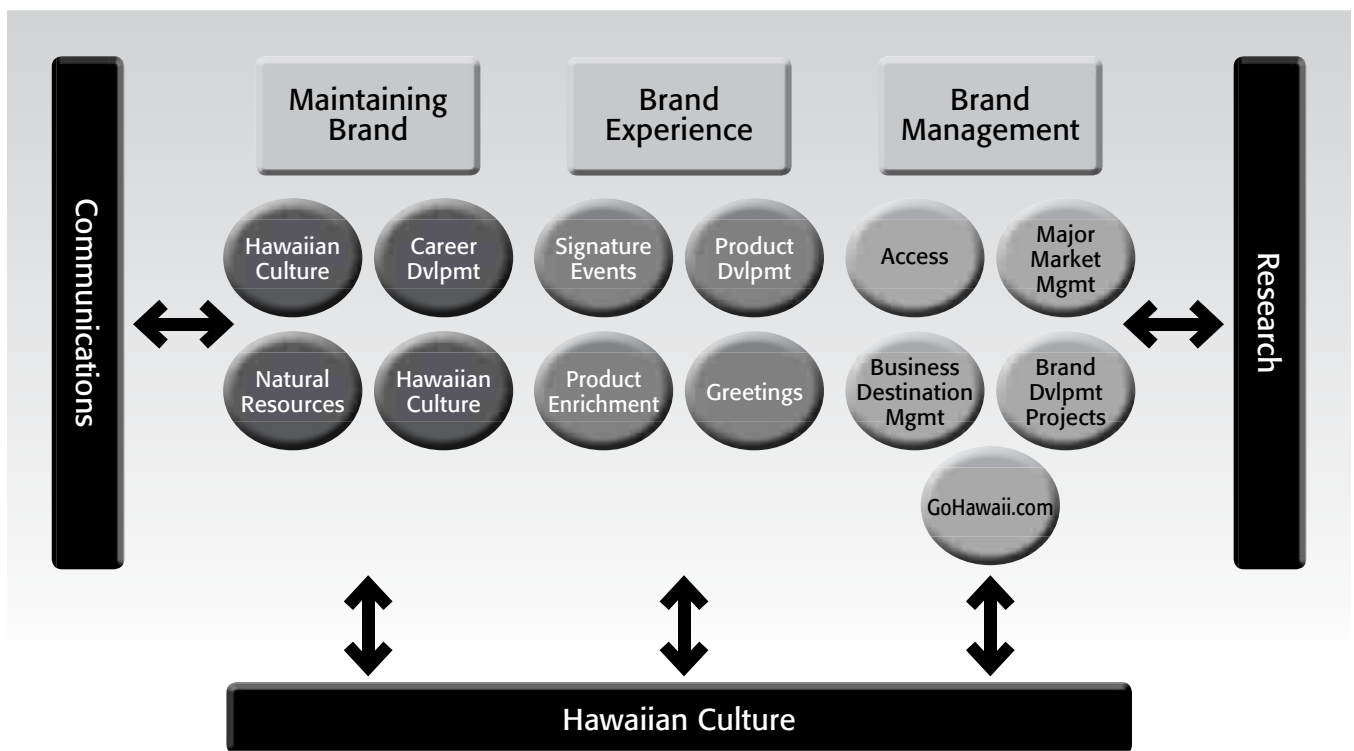 Communications
Maintaining
Brand
Hawaiian
Culture
Career
Dvlpmt
Natural
Resources
Hawaiian
Culture
Brand
Experience
Signature
Events
Product
Dvlpmt
Product
Enrichment
Greetings
Brand
Management
Access
Major
Market
Mgmt
Business
Destination
Mgmt
Brand
Dvlpmt
Projects
GoHawaii.com
Research
Hawaiian Culture